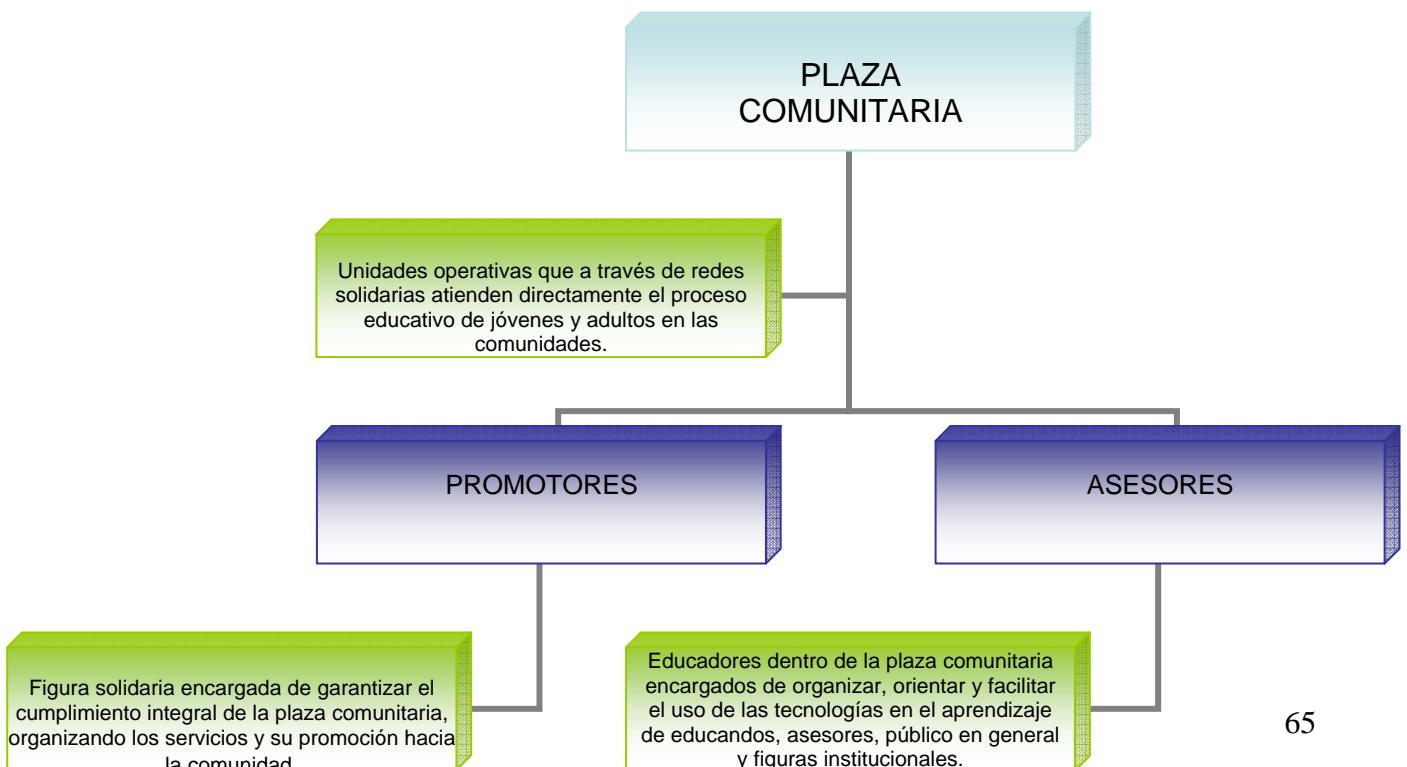 PLAZA
COMUNITARIA
Unidades operativas que a través de redes
solidarias atienden directamente el proceso
educativo de jóvenes y adultos en las
comunidades.
PROMOTORES
ASESORES
Figura solidaria encargada de garantizar el
cumplimiento integral de la plaza comunitaria,
organizando los servicios y su promoción hacia
la comunidad
Educadores dentro de la plaza comunitaria
encargados de organizar, orientar y facilitar
el uso de las tecnologías en el aprendizaje
de educandos, asesores, público en general
y figuras institucionales.
65